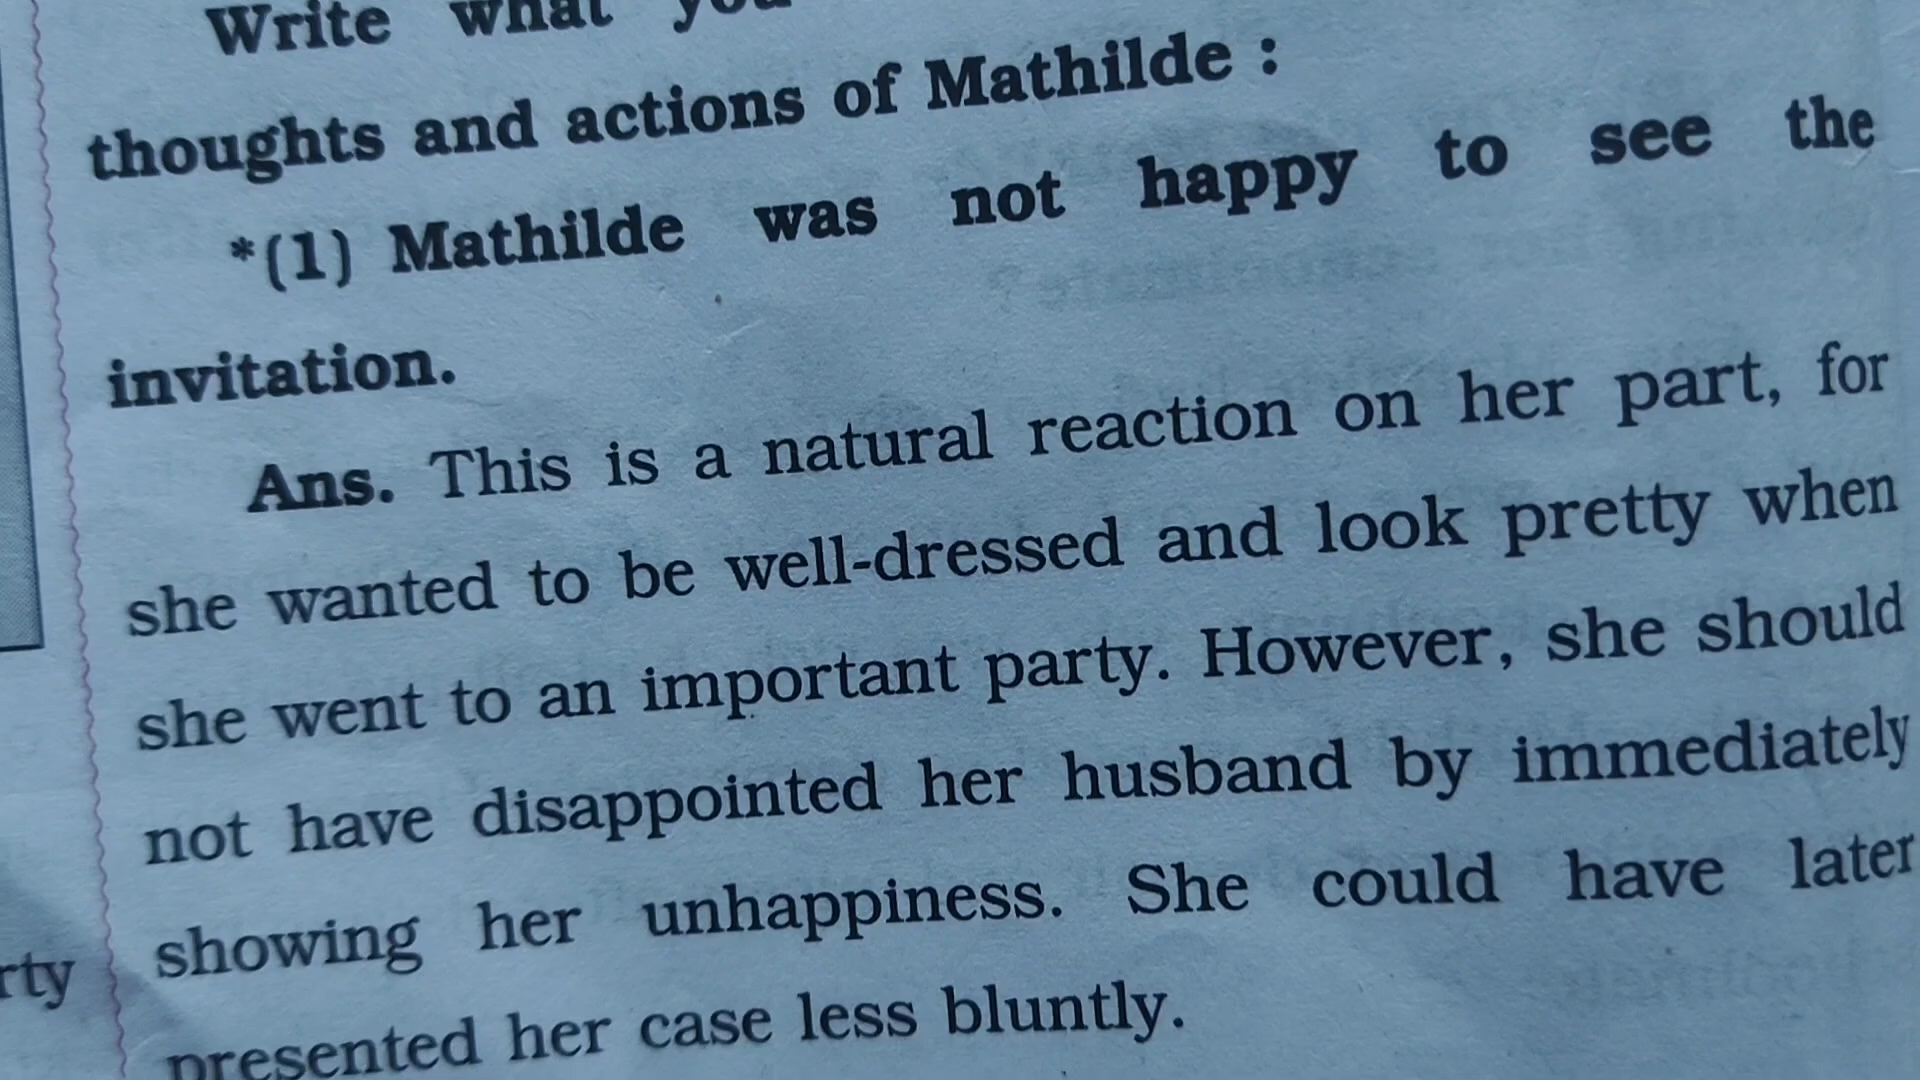 Write what you
thoughts and actions of Mathilde :
*(1) Mathilde was not happy to see the
invitation.
Ans. This is a natural reaction on her part, for
she wanted to be well-dressed and look pretty when
she went to an important party. However, she should
not have disappointed her husband by immediately
showing her unhappiness. She could have later
rty
presented her case less bluntly.